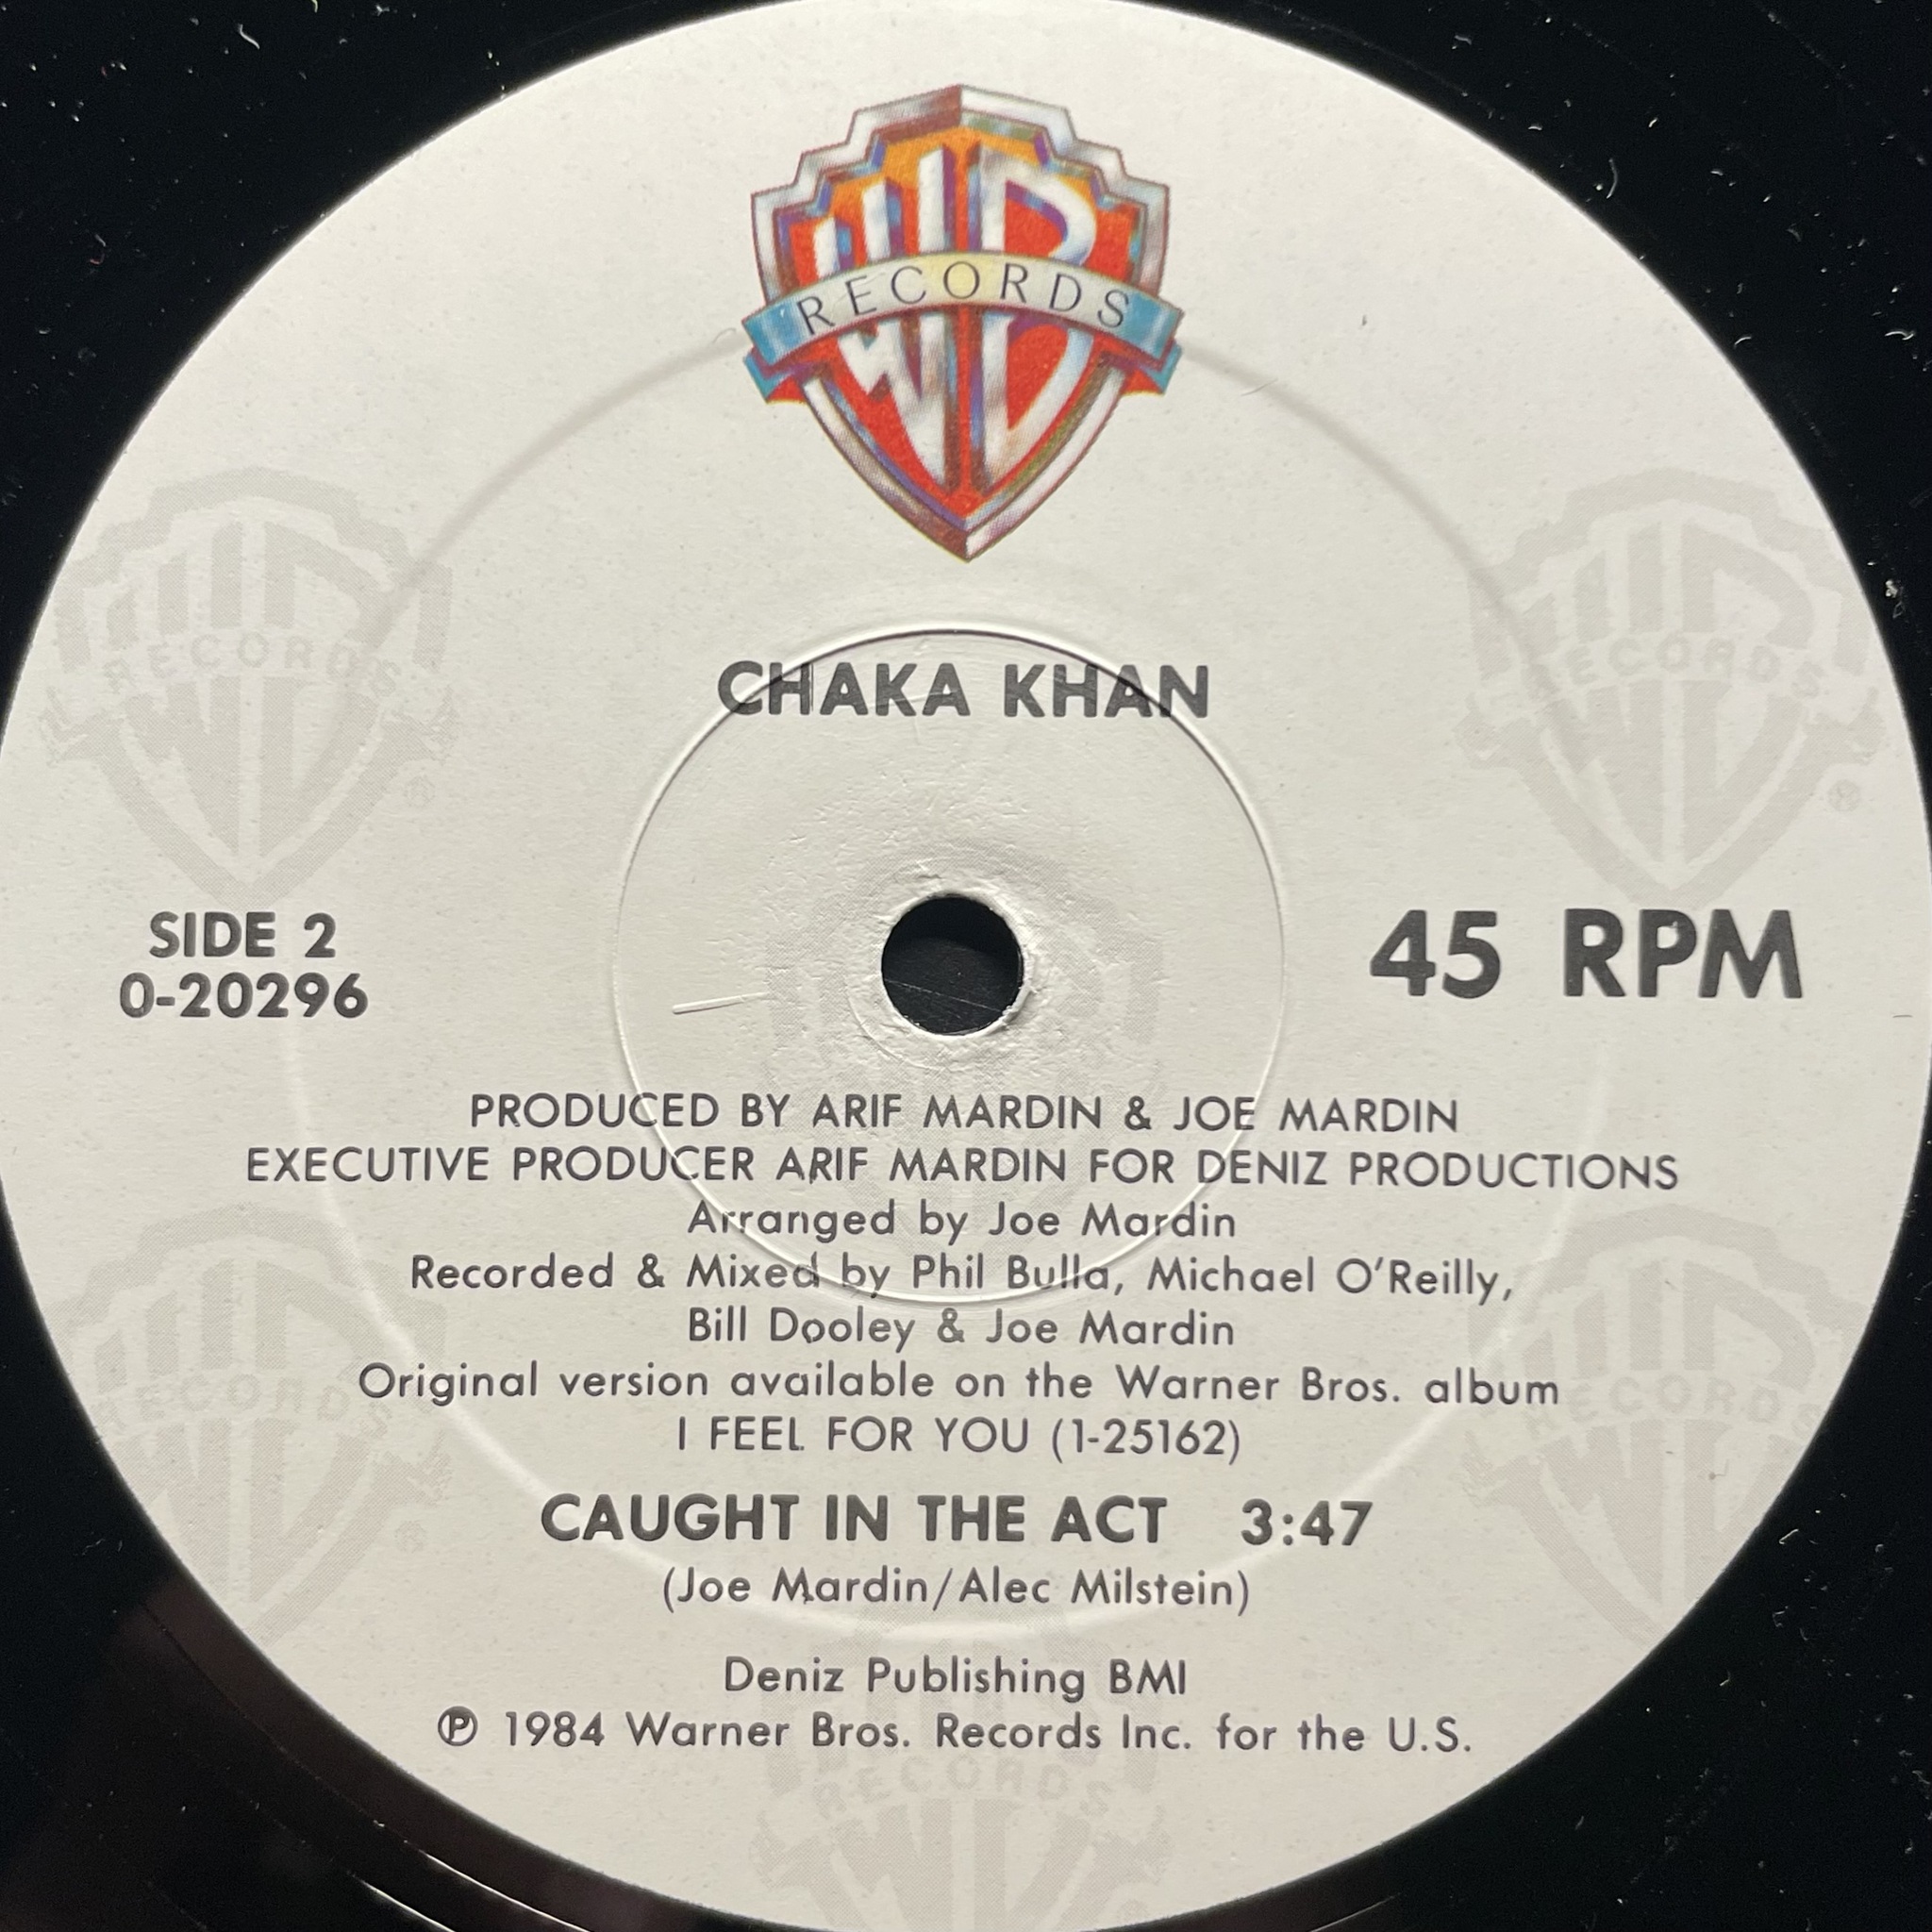 WB
RECORDS
CHAKA KHAN
SIDE 2
0-20296
45 RPM
PRODUCED BY ARIF MARDIN & JOE MARDIN
EXECUTIVE PRODUCER ARIF MARDIN FOR DENIZ PRODUCTIONS
Arranged by Joe Mardin
Recorded & Mixed by Phil Bulla, Michael O'Reilly,
Bill Dooley & Joe Mardin
Original version available on the Warner Bros. album
I FEEL FOR YOU (1-25162)
CAUGHT IN THE ACT 3:47
(Joe Mardin/Alec Milstein)
Deniz Publishing BMI
℗ 1984 Warner Bros. Records Inc. for the U.S.